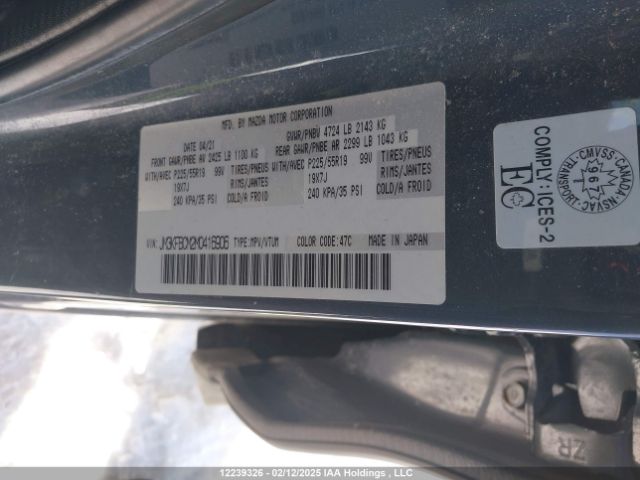 MFD. BY MAZDA MOTOR CORPORATION
DATE 04/21 GVWR/PNBV 4724 LB 2143 KG
FRONT GAWR/PNBE AV 2425 LB 1100 KG REAR GAWR/PNBE AR 2299 LB 1043 KG
WITH/AVEC P225/55R19 99V TIRES/PNEUS WITH/AVEC P225/55R19 99V TIRES/PNEUS
19X7J RIMS/JANTES 19X7J RIMS/JANTES
240 KPA/35 PSI COLD/A FROID 240 KPA/35 PSI COLD/A FROID
VIN: TYPE:MPV/VTUM COLOR CODE:47C MADE IN JAPAN
COMPLY:ICES-2
EC
CMVSS·NSVAC
TRANSPORT CANADA
967
ZR
12239326 - 02/12/2025 IAA Holdings , LLC